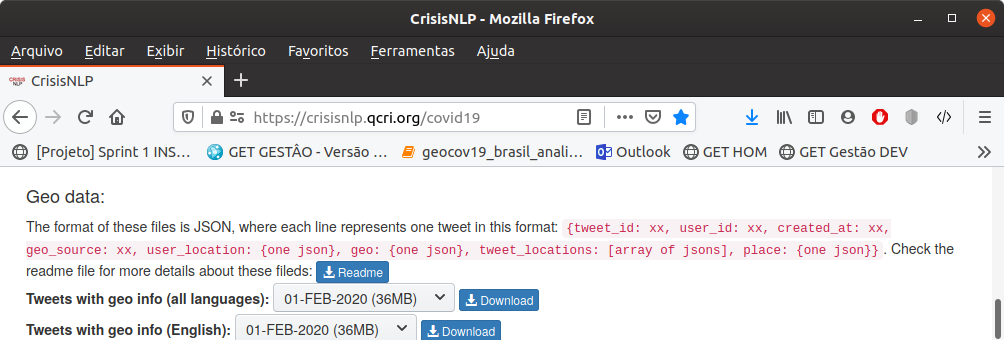 CrisisNLP - Mozilla Firefox
Arquivo Editar Exibir Histórico Favoritos Ferramentas Ajuda
CRISIS NLP CrisisNLP
https://crisisnlp.qcri.org/covid19
[Projeto] Sprint 1 INS… GET GESTÂO - Versão … geocov19_brasil_anali… Outlook GET HOM GET Gestão DEV
Geo data:
The format of these files is JSON, where each line represents one tweet in this format: {tweet_id: xx, user_id: xx, created_at: xx,
geo_source: xx, user_location: {one json}, geo: {one json}, tweet_locations: [array of jsons], place: {one json}} . Check the
readme file for more details about these fileds: Readme
Tweets with geo info (all languages): 01-FEB-2020 (36MB) Download
Tweets with geo info (English): 01-FEB-2020 (36MB) Download